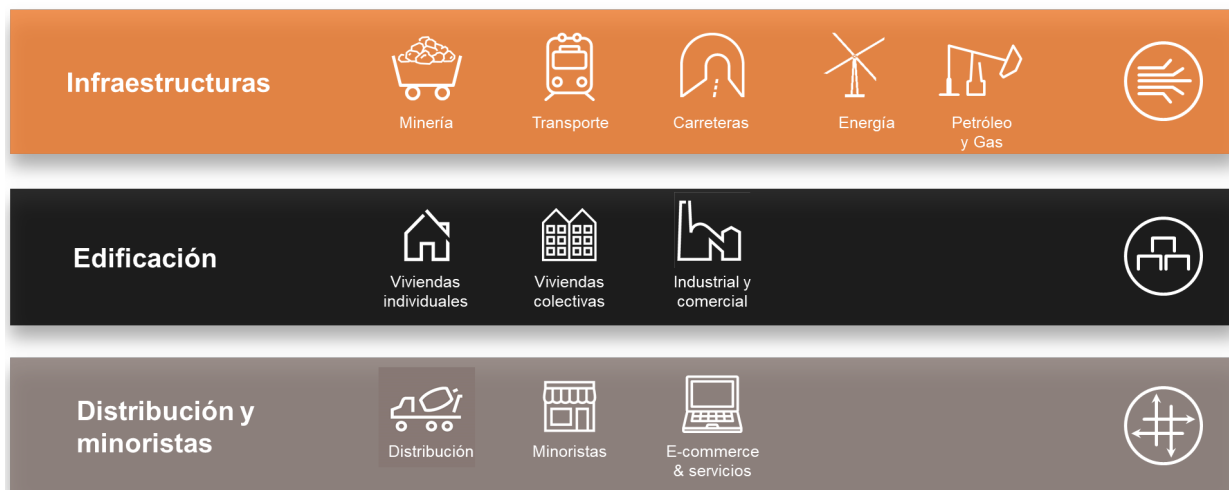 Infraestructuras
Minería
Transporte
Carreteras
Energía
Petróleo
y Gas
Edificación
Viviendas
individuales
Viviendas
colectivas
Industrial y
comercial
Distribución y
minoristas
Distribución
Minoristas
E-commerce
& servicios